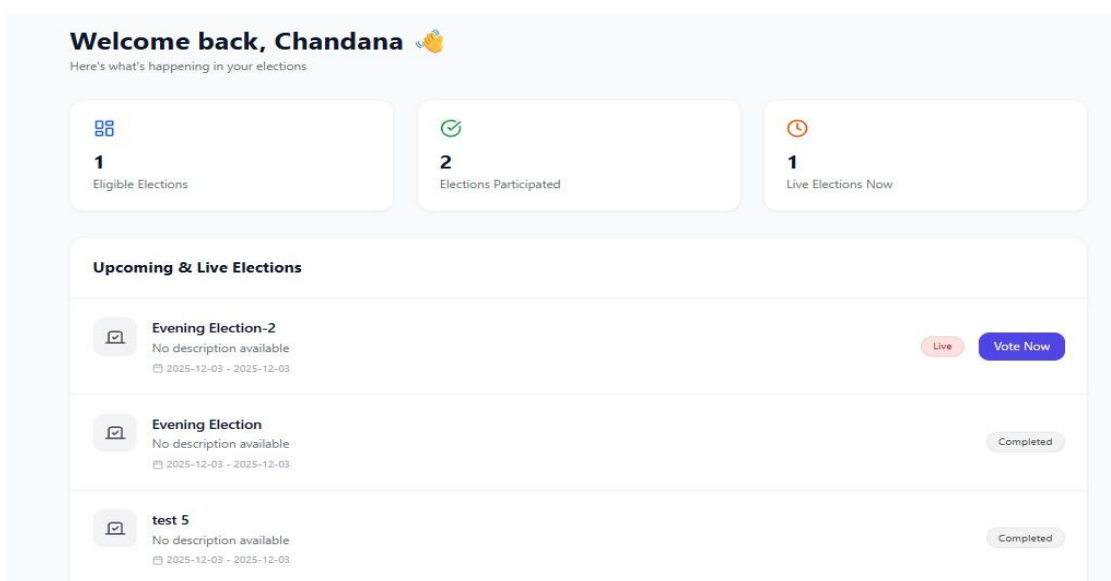 Welcome back, Chandana 👋
Here's what's happening in your elections
1
Eligible Elections
2
Elections Participated
1
Live Elections Now
Upcoming & Live Elections
Evening Election-2
No description available
2025-12-03 - 2025-12-03
Live
Vote Now
Evening Election
No description available
2025-12-03 - 2025-12-03
Completed
test 5
No description available
2025-12-03 - 2025-12-03
Completed